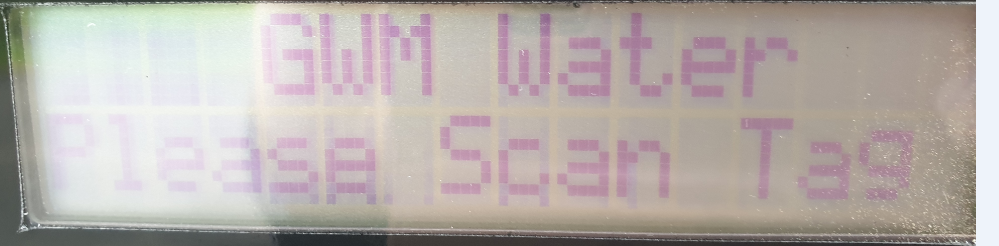 GWM Water
Please Scan Tag